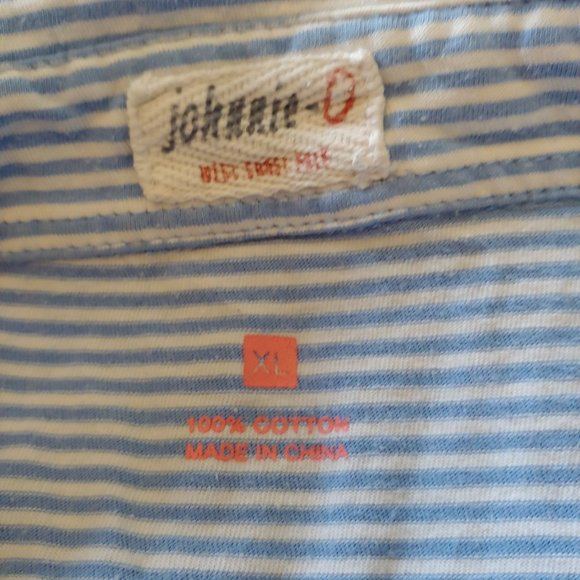 johnnie-O
WEST COAST PREP
XL
100% COTTON
MADE IN CHINA